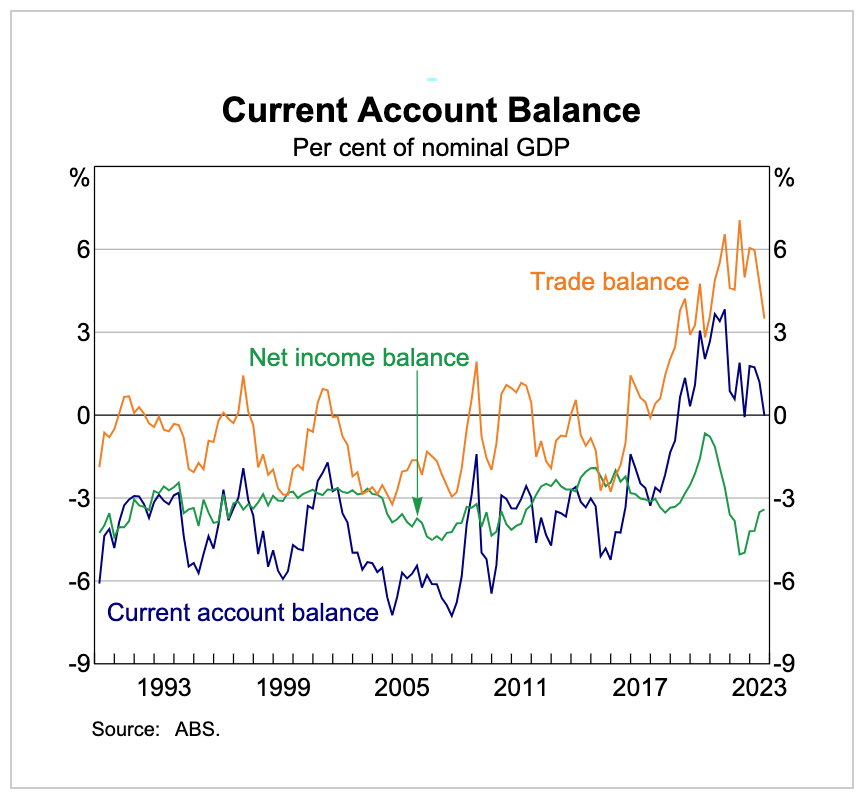 Current Account Balance
Per cent of nominal GDP
% %
6 6
Trade balance
3 3
Net income balance
0 0
-3 -3
-6 -6
Current account balance
-9 -9
1993 1999 2005 2011 2017 2023
Source: ABS.